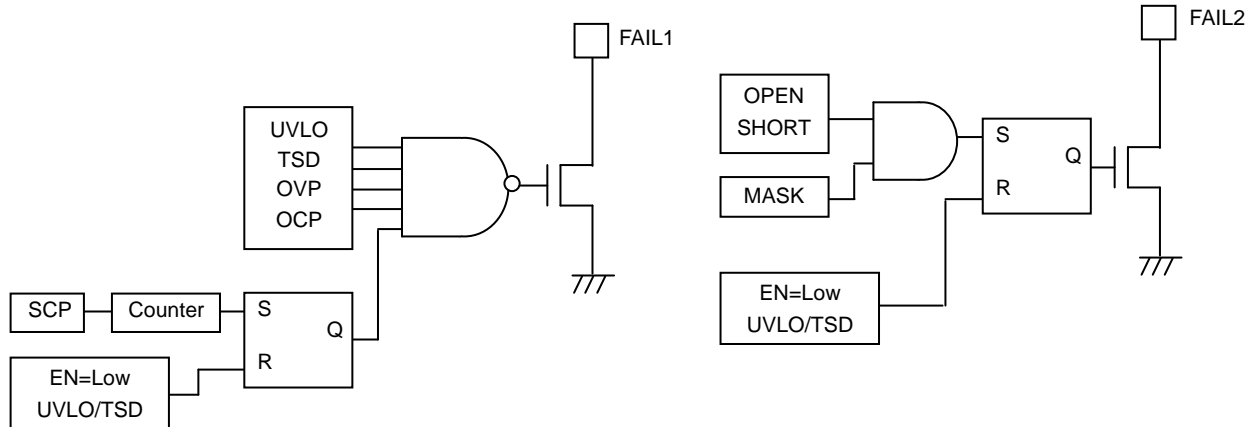 FAIL1
UVLO
TSD
OVP
OCP
SCP
Counter
S
R
Q
EN=Low
UVLO/TSD
FAIL2
OPEN
SHORT
MASK
S
R
Q
EN=Low
UVLO/TSD